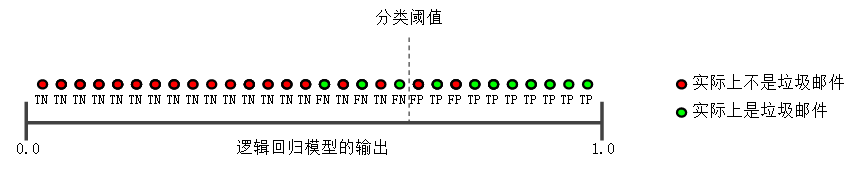 分类阈值
实际上不是垃圾邮件
TN TN TN TN TN TN TN TN TN TN TN TN TN TN TN FN TN FN TN FN FP TP FP TP TP TP TP TP TP TP
实际上是垃圾邮件
0.0 逻辑回归模型的输出 1.0